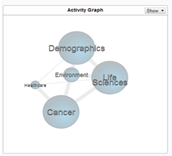 Activity Graph
Show
Demographics
Environment
Life
Sciences
Healthcare
Cancer